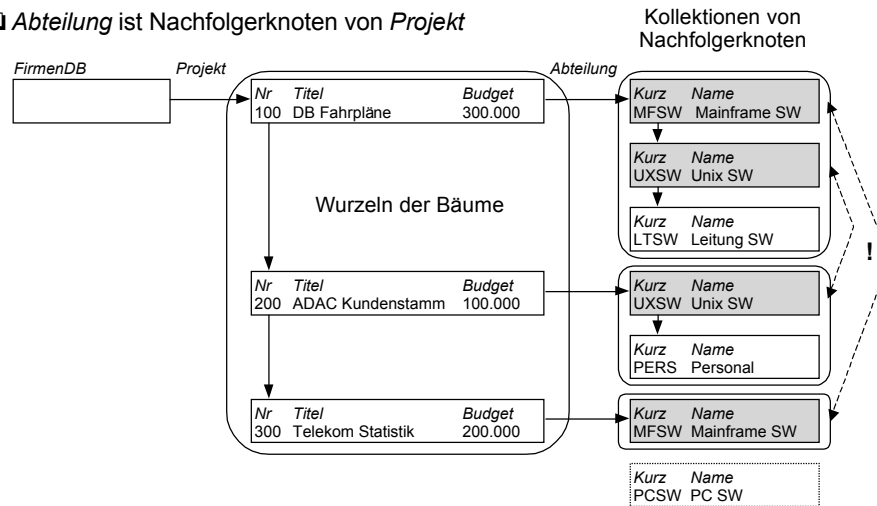 Abteilung ist Nachfolgerknoten von Projekt
Kollektionen von
Nachfolgerknoten
FirmenDB Projekt Abteilung
Nr Titel Budget
100 DB Fahrpläne 300.000
Kurz Name
MFSW Mainframe SW
Kurz Name
UXSW Unix SW
Wurzeln der Bäume
Kurz Name
LTSW Leitung SW
!
Nr Titel Budget
200 ADAC Kundenstamm 100.000
Kurz Name
UXSW Unix SW
Kurz Name
PERS Personal
Nr Titel Budget
300 Telekom Statistik 200.000
Kurz Name
MFSW Mainframe SW
Kurz Name
PCSW PC SW